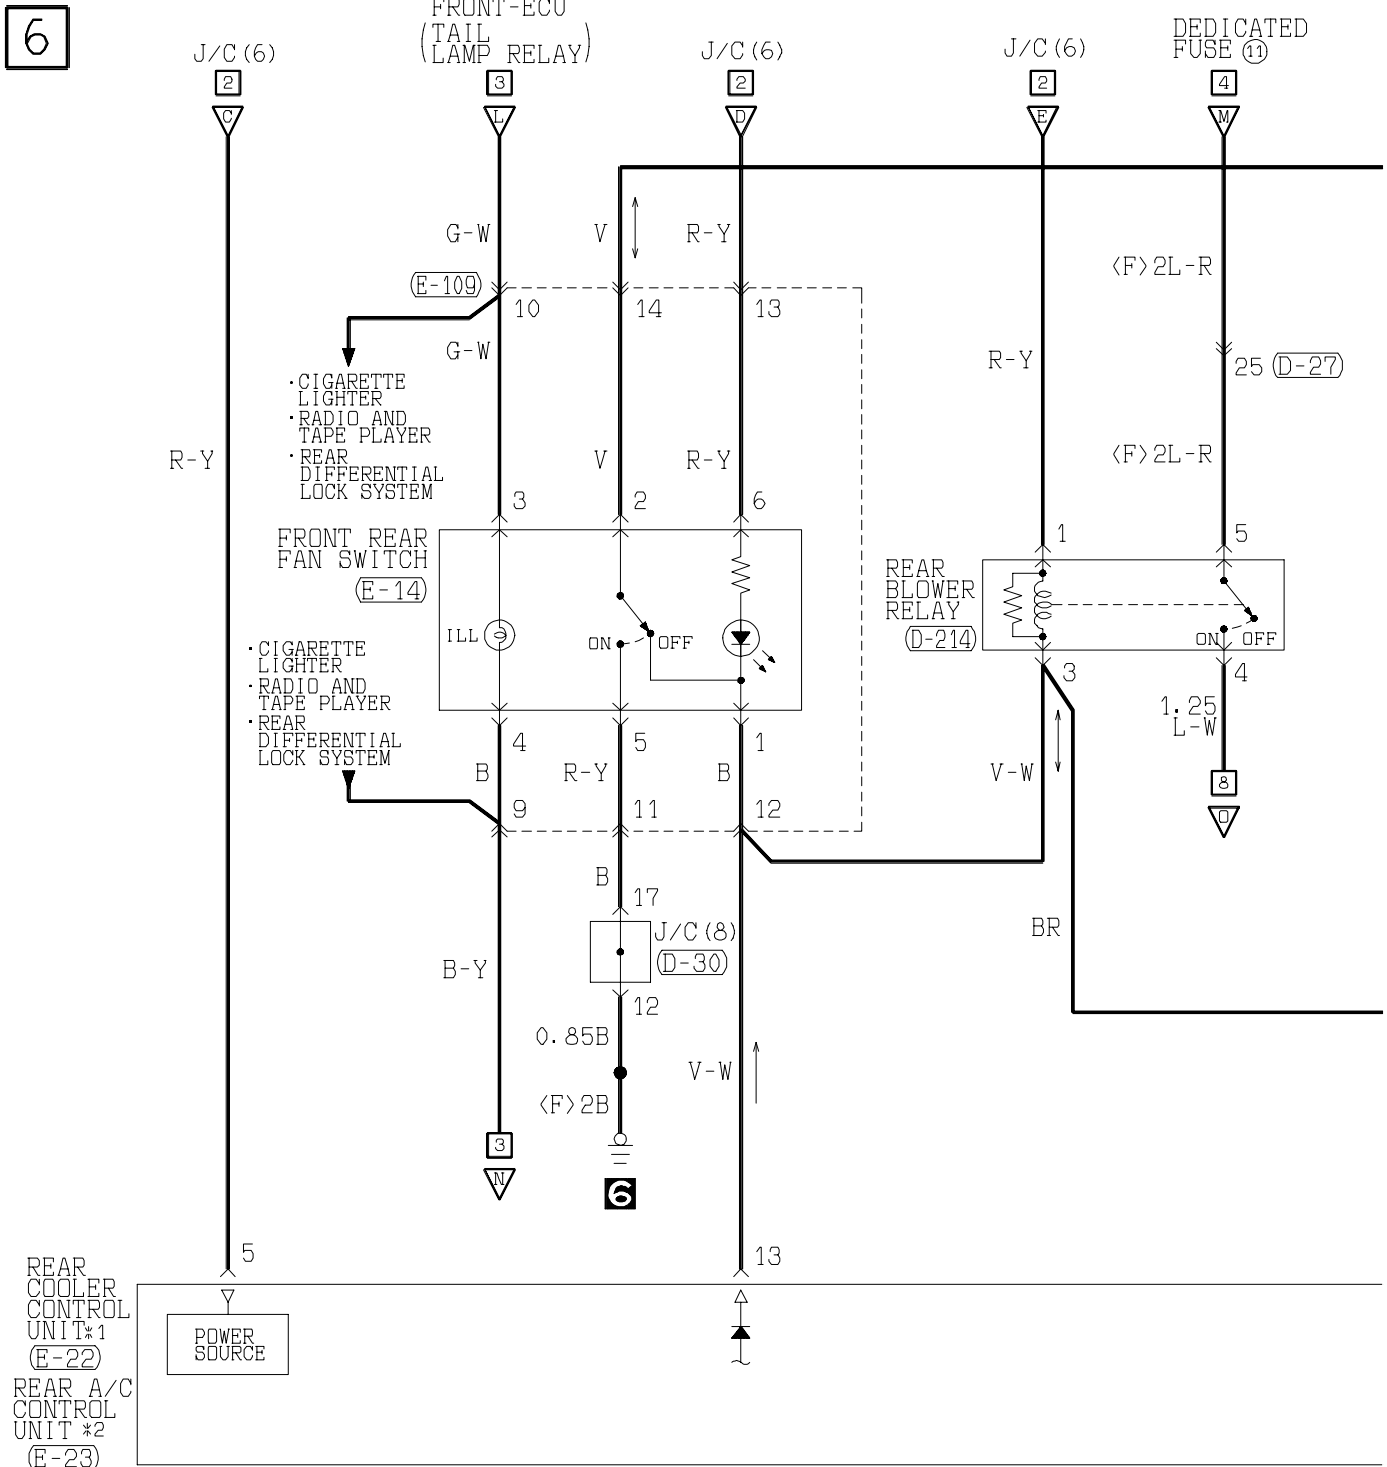 6
FRONT-ECU
(TAIL
LAMP RELAY)
J/C(6)
J/C(6)
J/C(6)
DEDICATED
FUSE ⑪
2
3
2
2
4
C
L
D
E
M
G-W
V
R-Y
〈F〉2L-R
(E-109)
10
14
13
G-W
R-Y
25 (D-27)
·CIGARETTE
LIGHTER
·RADIO AND
TAPE PLAYER
·REAR
DIFFERENTIAL
LOCK SYSTEM
R-Y
V
R-Y
〈F〉2L-R
3
2
6
1
5
FRONT REAR
FAN SWITCH
(E-14)
REAR
BLOWER
RELAY
(D-214)
ILL
ON
OFF
ON
OFF
·CIGARETTE
LIGHTER
·RADIO AND
TAPE PLAYER
·REAR
DIFFERENTIAL
LOCK SYSTEM
3
4
1.25
L-W
4
5
1
B
R-Y
B
V-W
8
O
9
11
12
B
17
J/C(8)
(D-30)
BR
B-Y
12
0.85B
V-W
〈F〉2B
3
N
6
5
13
REAR
COOLER
CONTROL
UNIT*1
(E-22)
REAR A/C
CONTROL
UNIT *2
(E-23)
POWER
SOURCE